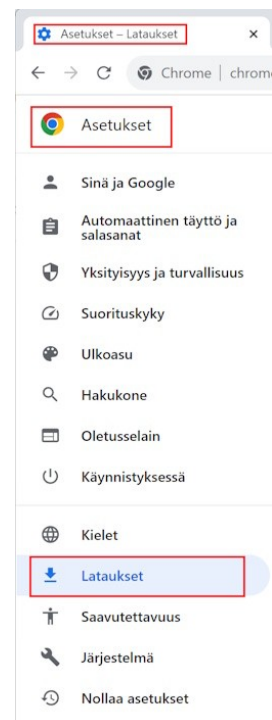 Asetukset – Lataukset
Chrome | chrome
Asetukset
Sinä ja Google
Automaattinen täyttö ja
salasanat
Yksityisyys ja turvallisuus
Suorituskyky
Ulkoasu
Hakukone
Oletusselain
Käynnistyksessä
Kielet
Lataukset
Saavutettavuus
Järjestelmä
Nollaa asetukset